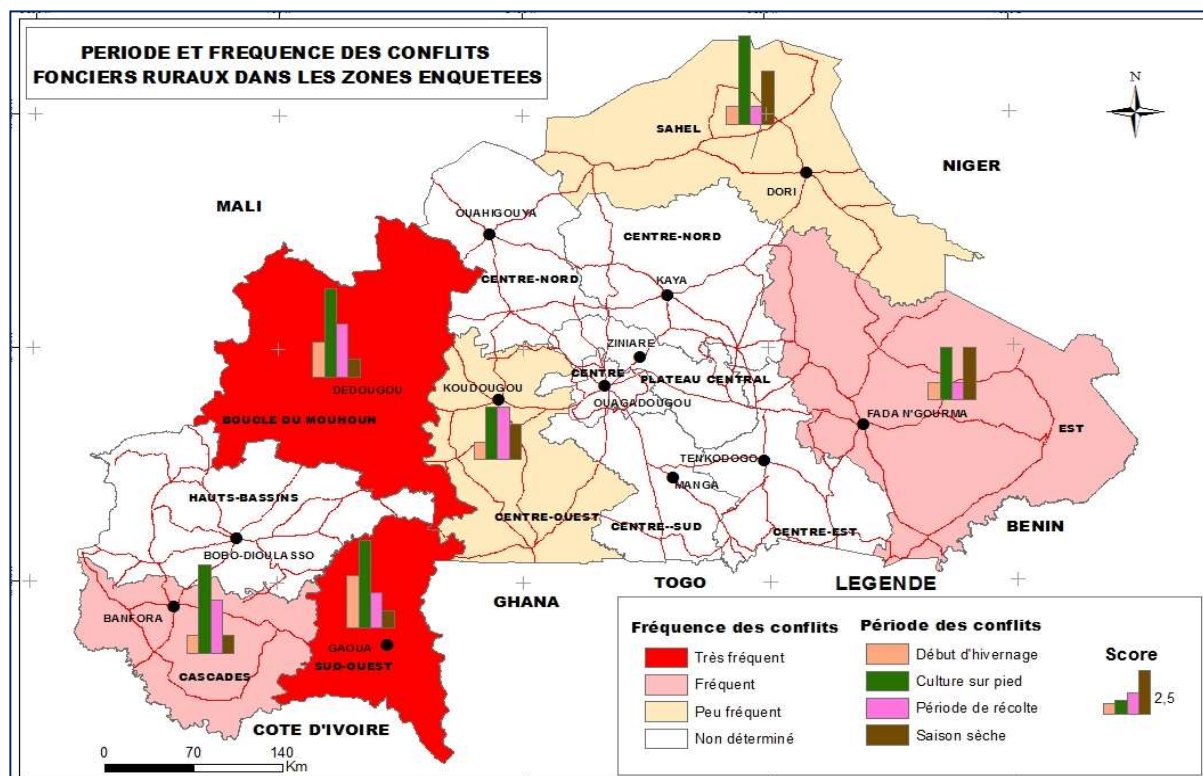 PERIODE ET FREQUENCE DES CONFLITS
FONCIERS RURAUX DANS LES ZONES ENQUETEES
N
SAHEL
NIGER
DORI
MALI
OUAHIGOUYA
CENTRE-NORD
CENTRE-NORD
KAYA
ZINIARE
CENTRE
PLATEAU CENTRAL
KOUDOUGOU
OUAGADOUGOU
DEDOUGOU
BOUCLE DU MOUHOUN
FADA N'GOURMA
EST
TENKODOGO
MANGA
HAUTS-BASSINS
CENTRE-OUEST
CENTRE--SUD
CENTRE-EST
BENIN
BOBO-DIOULASSO
TOGO
GHANA
BANFORA
GAOUA
SUD-OUEST
CASCADES
COTE D'IVOIRE
0 70 140
Km
LEGENDE
Fréquence des conflits
Très fréquent
Fréquent
Peu fréquent
Non déterminé
Période des conflits
Début d'hivernage
Culture sur pied
Période de récolte
Saison sèche
Score
2,5